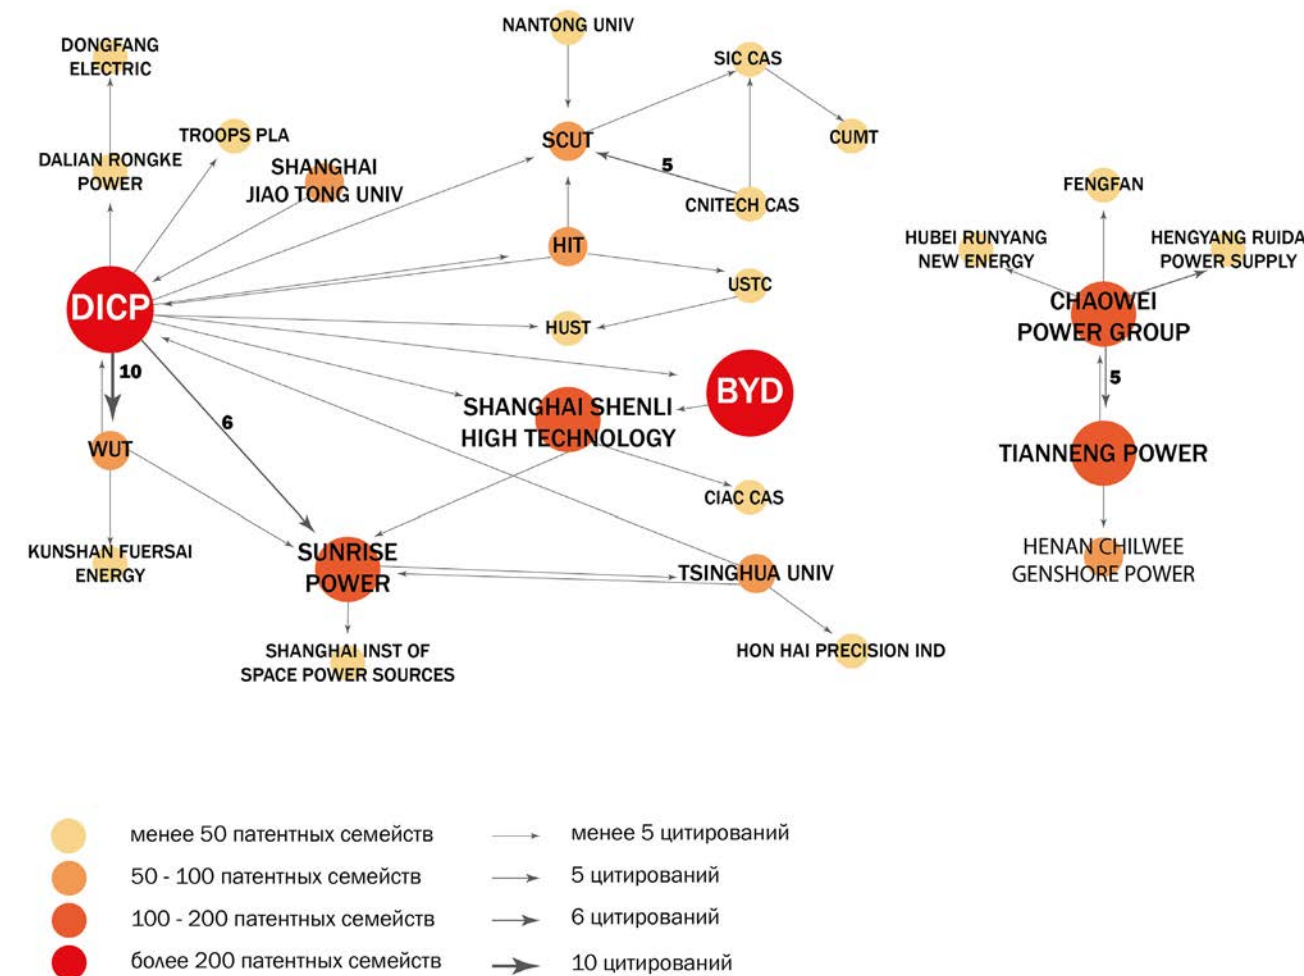 NANTONG UNIV
DONGFANG
ELECTRIC
SIC CAS
TROOPS PLA
CUMT
SCUT
DALIAN RONGKE
POWER
SHANGHAI
JIAO TONG UNIV
5
CNITECH CAS
FENGFAN
HUBEI RUNYANG
NEW ENERGY
HENGYANG RUIDA
POWER SUPPLY
HIT
USTC
DICP
CHAOWEI
POWER GROUP
HUST
10
5
BYD
6
SHANGHAI SHENLI
HIGH TECHNOLOGY
WUT
TIANNENG POWER
CIAC CAS
KUNSHAN FUERSAI
ENERGY
SUNRISE
POWER
TSINGHUA UNIV
HENAN CHILWEE
GENSHORE POWER
SHANGHAI INST OF
SPACE POWER SOURCES
HON HAI PRECISION IND
менее 50 патентных семейств
менее 5 цитирований
50 - 100 патентных семейств
5 цитирований
100 - 200 патентных семейств
6 цитирований
более 200 патентных семейств
10 цитирований